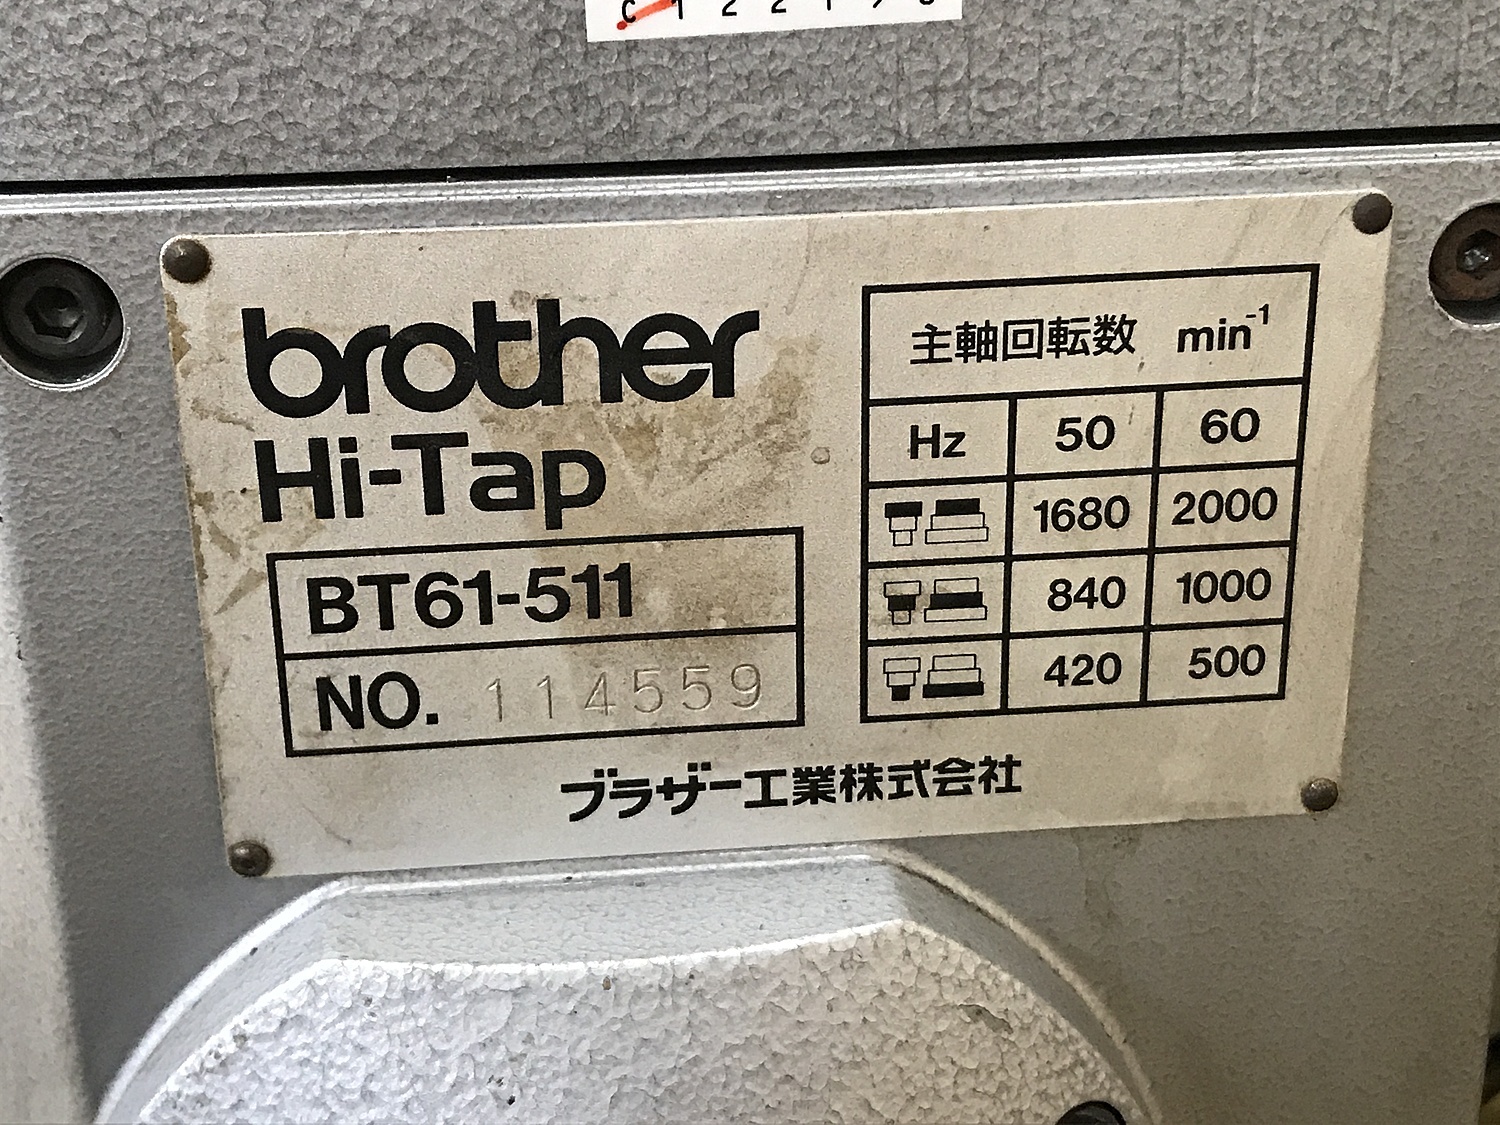 brother
Hi-Tap
BT61-511
NO. 114559
主軸回転数 min⁻¹
Hz 50 60
1680 2000
840 1000
420 500
ブラザー工業株式会社